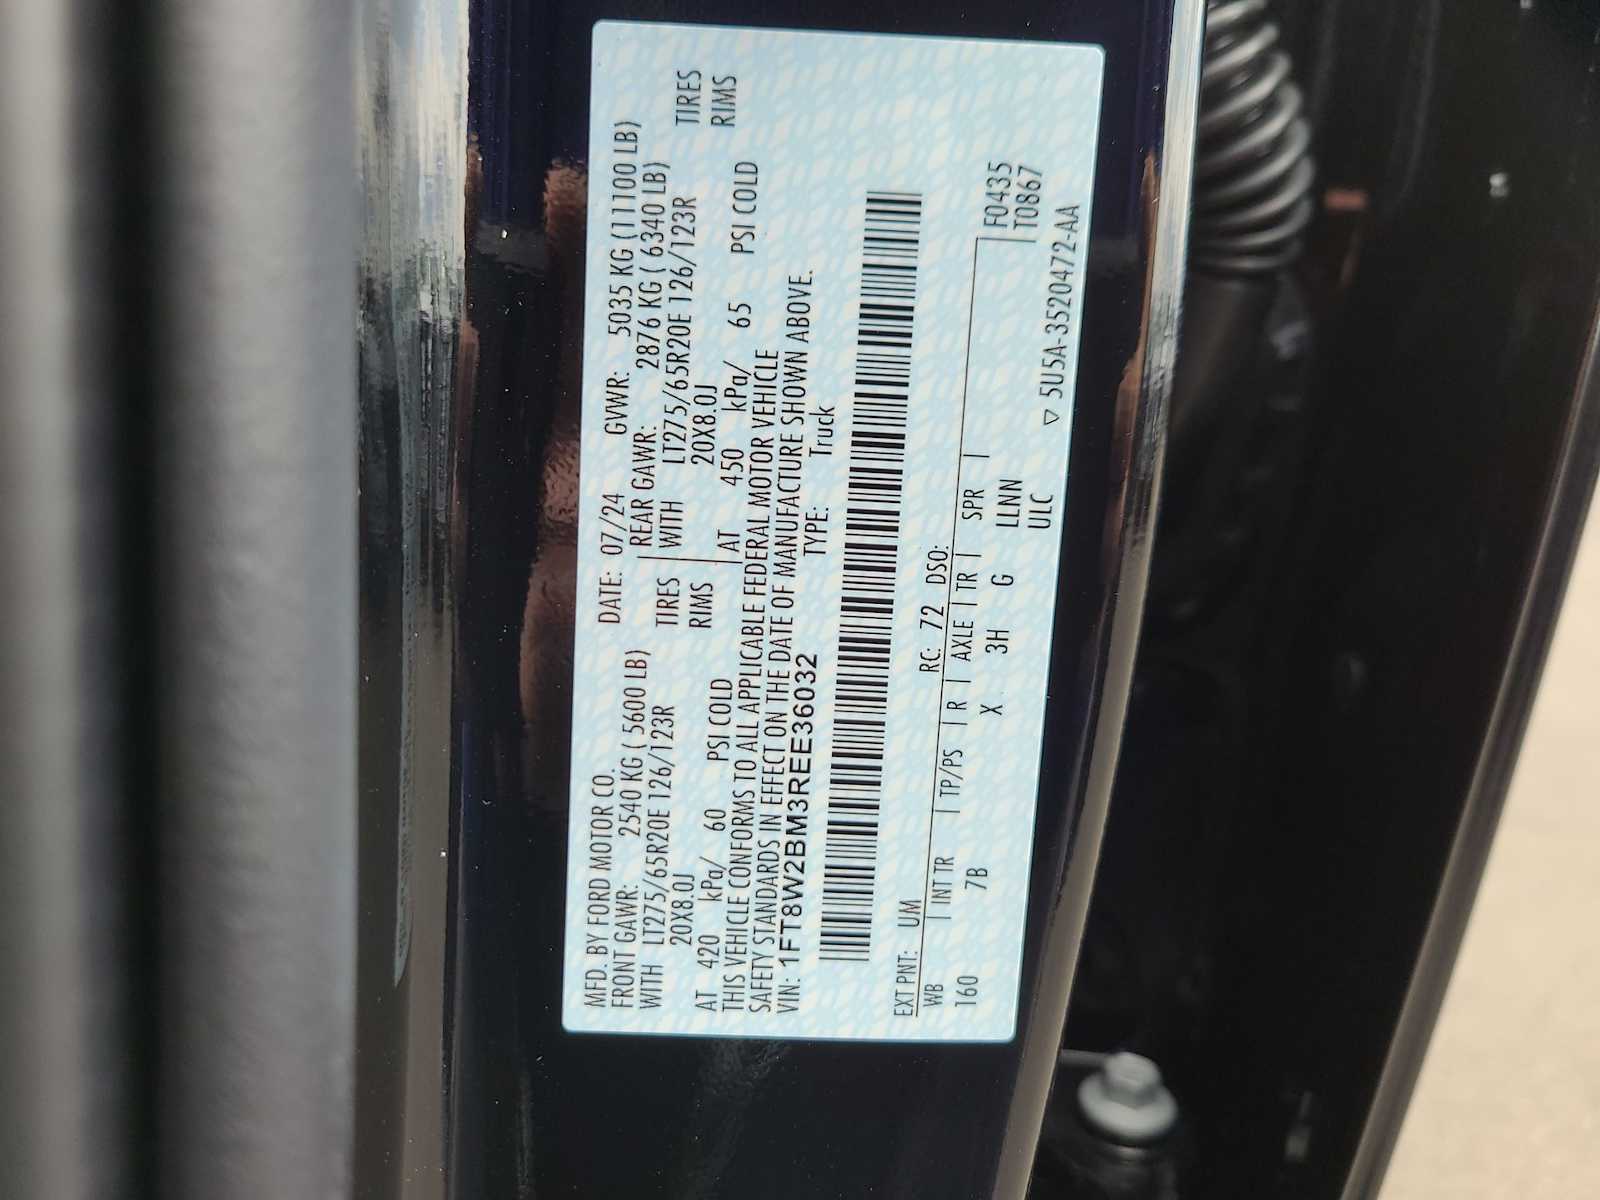 MFD. BY FORD MOTOR CO. DATE: 07/24 GVWR: 5035 KG (11100 LB)
FRONT GAWR: 2540 KG ( 5600 LB) REAR GAWR: 2876 KG ( 6340 LB)
WITH LT275/65R20E 126/123R TIRES WITH LT275/65R20E 126/123R TIRES
20X8.0J RIMS 20X8.0J RIMS
AT 420 kPa/ 60 PSI COLD AT 450 kPa/ 65 PSI COLD
THIS VEHICLE CONFORMS TO ALL APPLICABLE FEDERAL MOTOR VEHICLE
SAFETY STANDARDS IN EFFECT ON THE DATE OF MANUFACTURE SHOWN ABOVE.
VIN: 1FT8W2BM3REE36032 TYPE: Truck
EXT PNT: UM RC: 72 DSO:
WB INT TR TP/PS R AXLE TR SPR F0435
160 7B X 3H G LLNN T0867
ULC
▽ 5U5A-3520472-AA